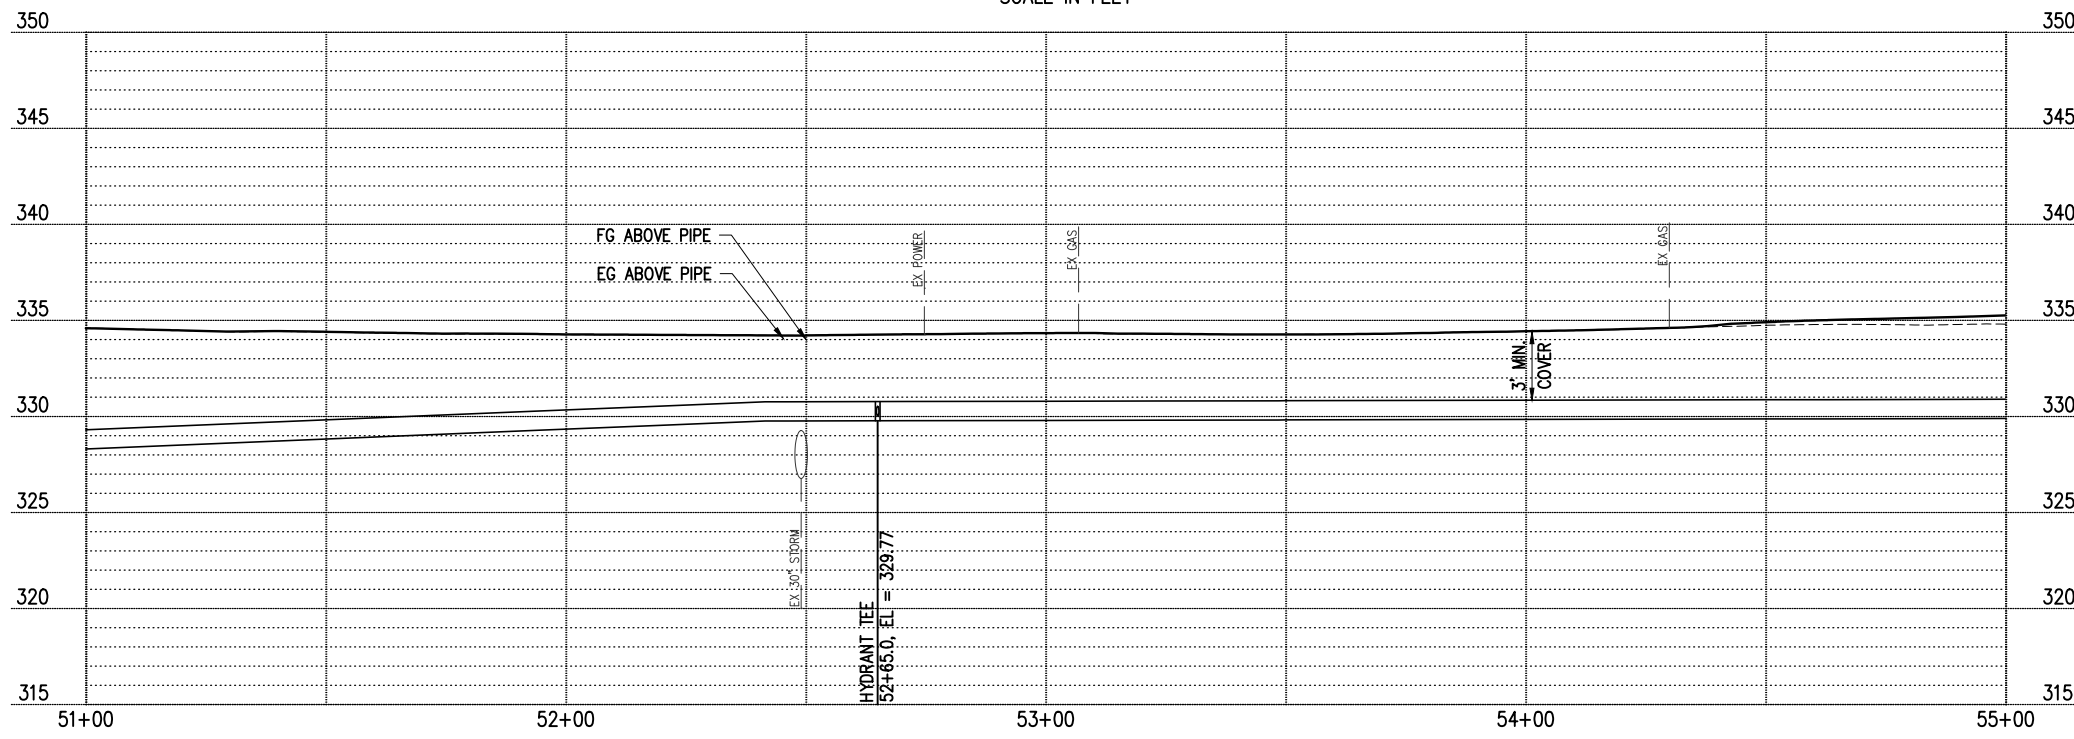 SCALE IN FEET
350 350
345 345
340 340
FG ABOVE PIPE
EG ABOVE PIPE
EX POWER
EX GAS
EX GAS
335 335
3' MIN.
COVER
330 330
325 325
EX 30" STORM
HYDRANT TEE
52+65.0, EL = 329.77
320 320
315 315
51+00 52+00 53+00 54+00 55+00